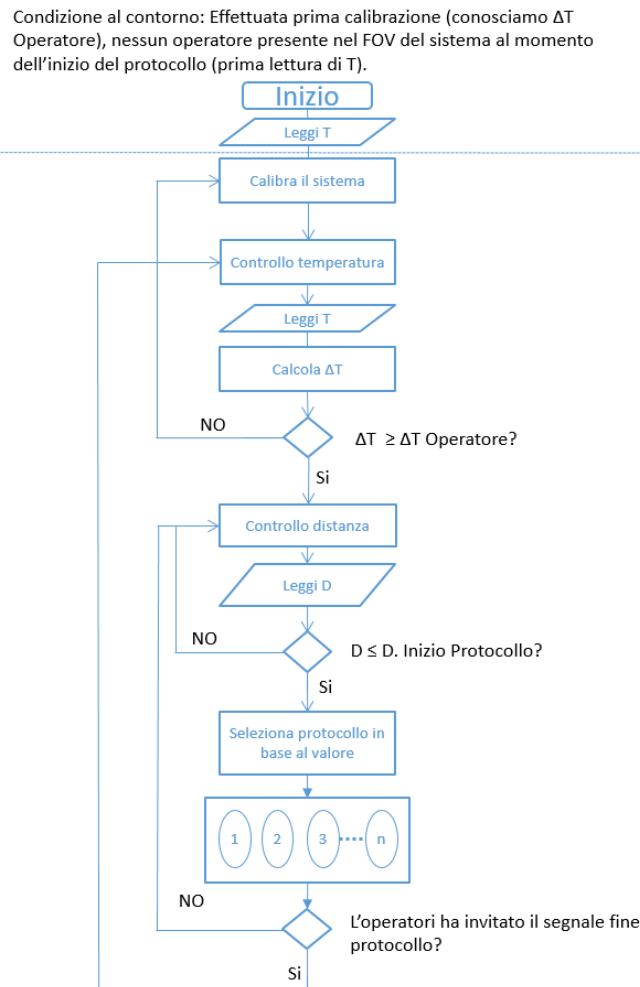 Condizione al contorno: Effettuata prima calibrazione (conosciamo ΔT
Operatore), nessun operatore presente nel FOV del sistema al momento
dell'inizio del protocollo (prima lettura di T).
Inizio
Leggi T
Calibra il sistema
Controllo temperatura
Leggi T
Calcola ΔT
NO
ΔT ≥ ΔT Operatore?
Si
Controllo distanza
Leggi D
NO
D ≤ D. Inizio Protocollo?
Si
Seleziona protocollo in
base al valore
1 2 3 n
NO
L'operatori ha invitato il segnale fine
protocollo?
Si